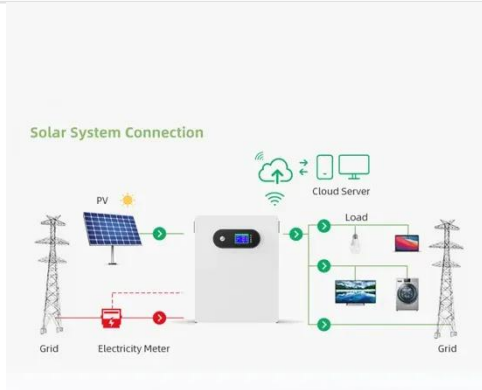 Solar System Connection
Cloud Server
PV
Load
Grid
Electricity Meter
Grid